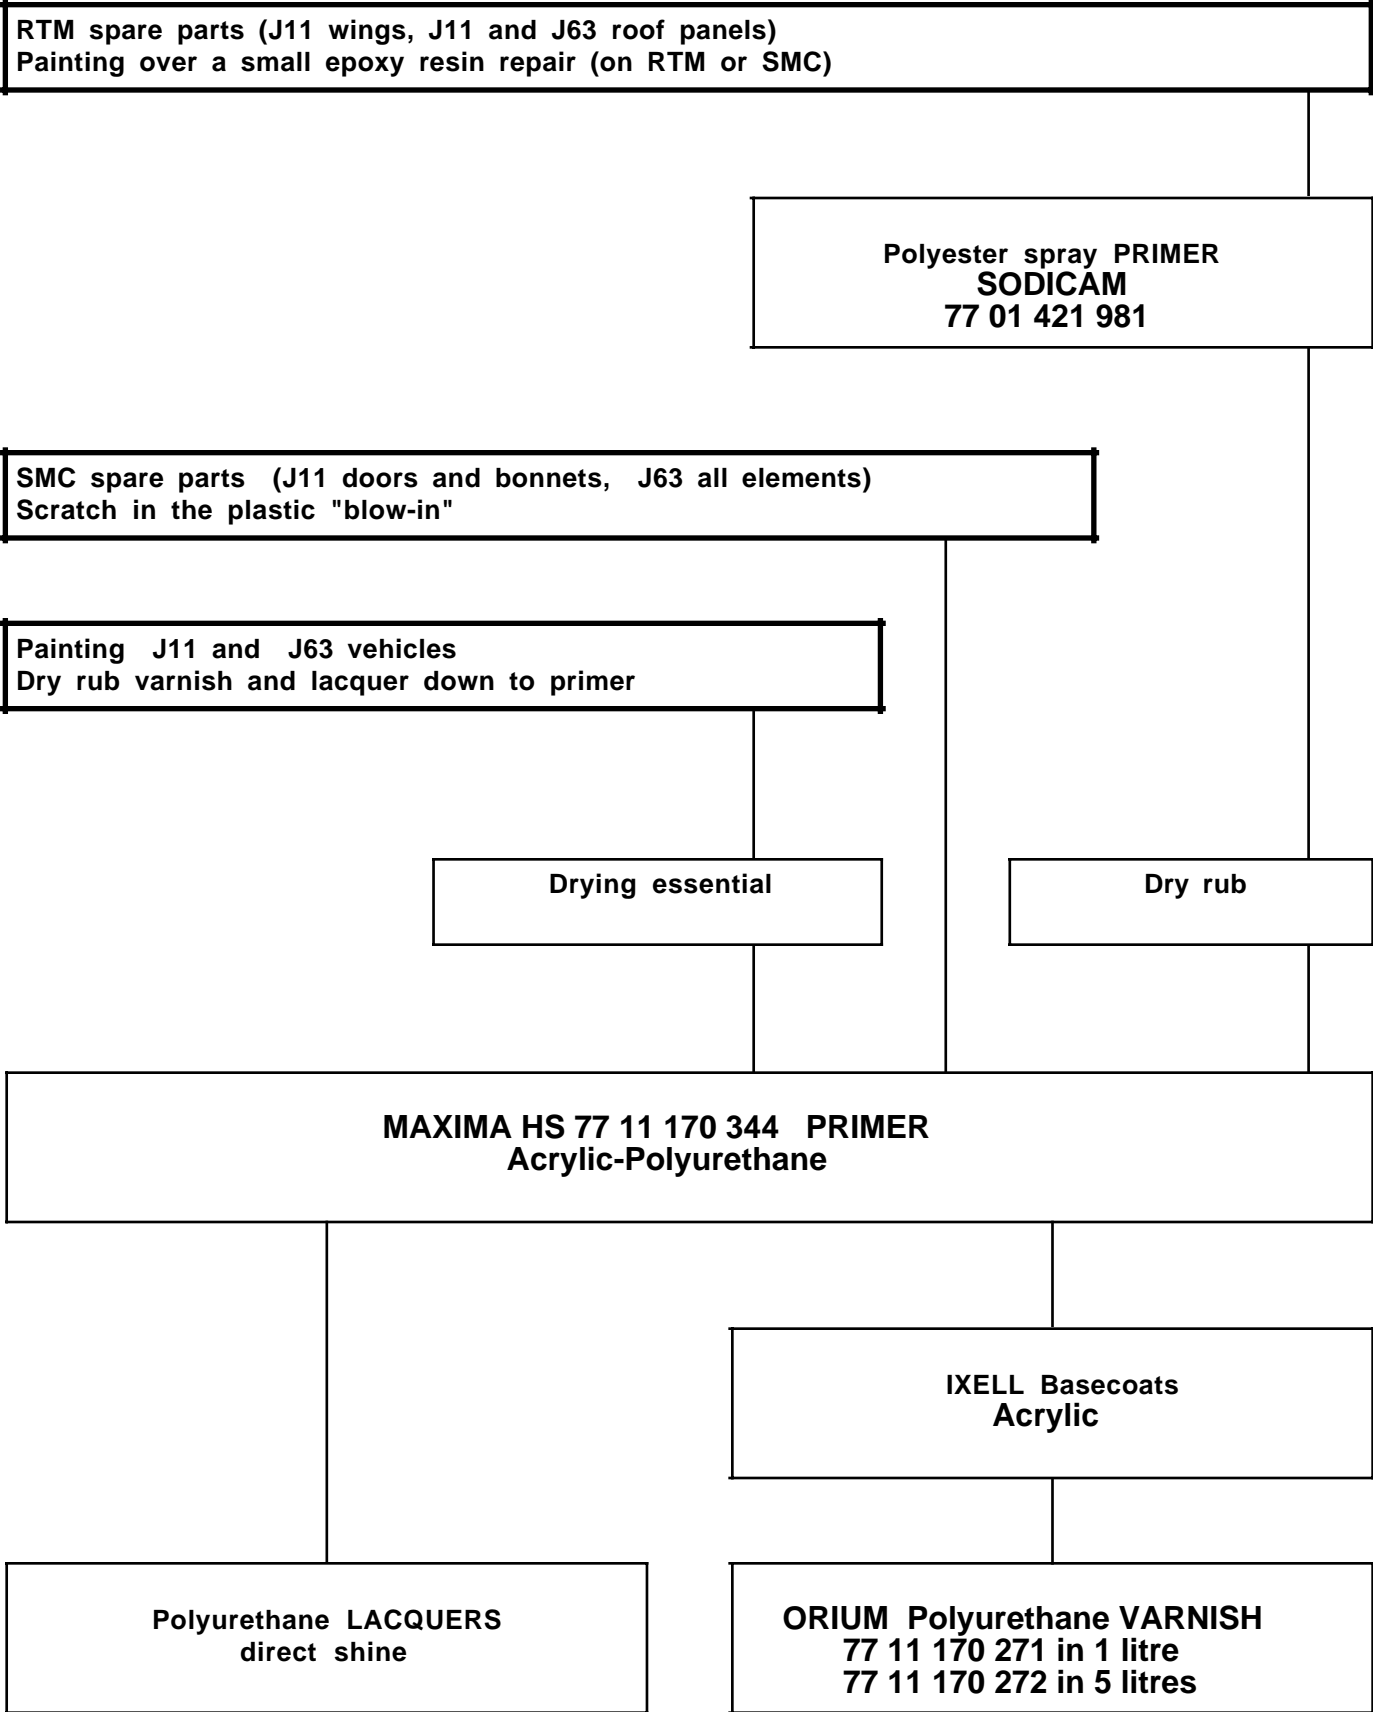 RTM spare parts (J11 wings, J11 and J63 roof panels)
Painting over a small epoxy resin repair (on RTM or SMC)
Polyester spray PRIMER
SODICAM
77 01 421 981
SMC spare parts (J11 doors and bonnets, J63 all elements)
Scratch in the plastic "blow-in"
Painting J11 and J63 vehicles
Dry rub varnish and lacquer down to primer
Drying essential
Dry rub
MAXIMA HS 77 11 170 344 PRIMER
Acrylic-Polyurethane
IXELL Basecoats
Acrylic
Polyurethane LACQUERS
direct shine
ORIUM Polyurethane VARNISH
77 11 170 271 in 1 litre
77 11 170 272 in 5 litres